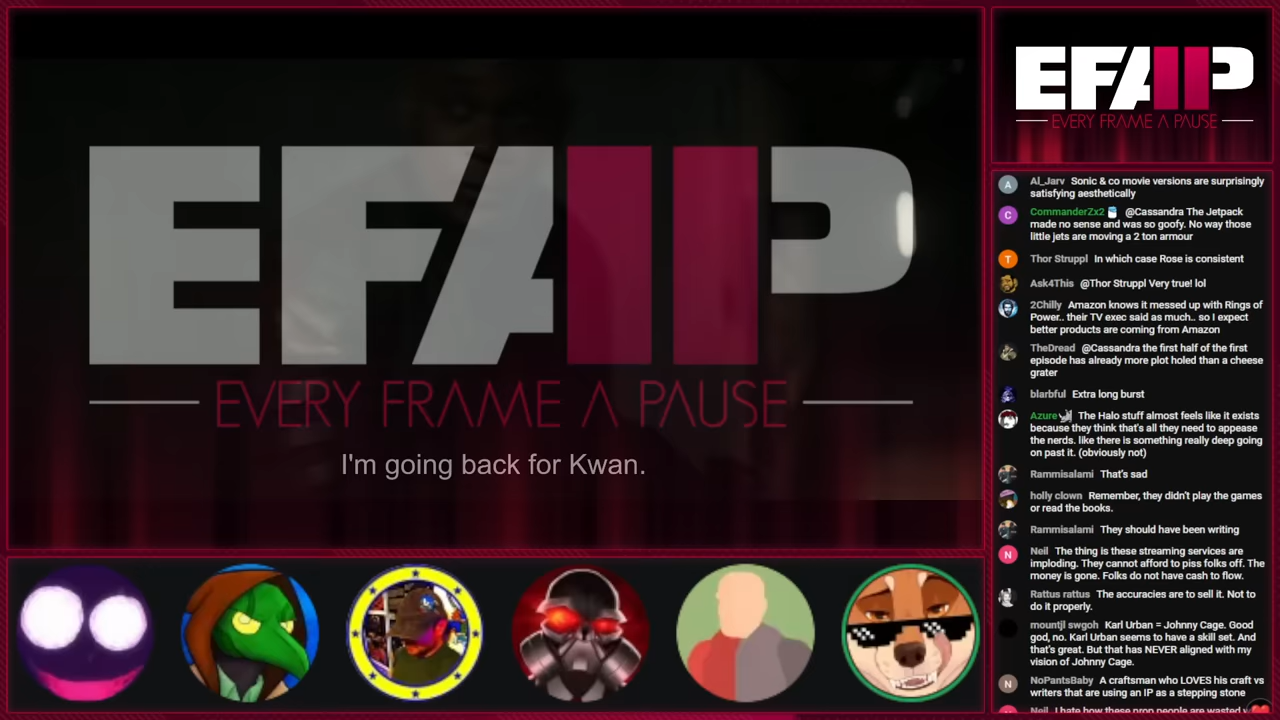 EFAP
EVERY FRAME A PAUSE
I'm going back for Kwan.
EFAP
EVERY FRAME A PAUSE
A
Al_Jarv Sonic & co movie versions are surprisingly
satisfying aesthetically
C
CommanderZx2 @Cassandra The Jetpack
made no sense and was so goofy. No way those
little jets are moving a 2 ton armour
T
Thor Struppl In which case Rose is consistent
Ask4This @Thor Struppl Very true! lol
2Chilly Amazon knows it messed up with Rings of
Power.. their TV exec said as much.. so I expect
better products are coming from Amazon
TheDread @Cassandra the first half of the first
episode has already more plot holed than a cheese
grater
blarbful Extra long burst
Azure The Halo stuff almost feels like it exists
because they think that's all they need to appease
the nerds. like there is something really deep going
on past it. (obviously not)
Rammisalami That's sad
holly clown Remember, they didn't play the games
or read the books.
Rammisalami They should have been writing
N
Neil The thing is these streaming services are
imploding. They cannot afford to piss folks off. The
money is gone. Folks do not have cash to flow.
Rattus rattus The accuracies are to sell it. Not to
do it properly.
mountjl swgoh Karl Urban = Johnny Cage. Good
god, no. Karl Urban seems to have a skill set. And
that's great. But that has NEVER aligned with my
vision of Johnny Cage.
N
NoPantsBaby A craftsman who LOVES his craft vs
writers that are using an IP as a stepping stone
Neil I hate how these prop people are wasted